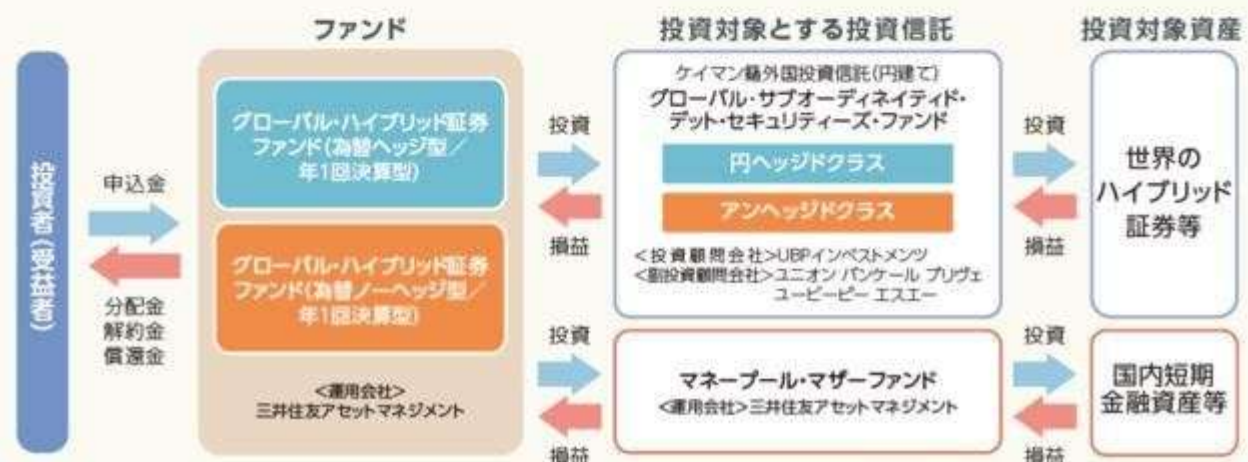 ファンド
投資対象とする投資信託
投資対象資産
投資者(受益者)
申込金
分配金
解約金
償還金
グローバル・ハイブリッド証券
ファンド(為替ヘッジ型/
年1回決算型)
グローバル・ハイブリッド証券
ファンド(為替ノーヘッジ型/
年1回決算型)
<運用会社>
三井住友アセットマネジメント
投資
損益
投資
損益
ケイマン籍外国投資信託(円建て)
グローバル・サブオーディネイティド・
デット・セキュリティーズ・ファンド
円ヘッジドクラス
アンヘッジドクラス
<投資顧問会社>UBPインベストメンツ
<副投資顧問会社>ユニオン バンケール プリヴェ
ユービーピー エスエー
マネープール・マザーファンド
<運用会社>三井住友アセットマネジメント
投資
損益
投資
損益
世界の
ハイブリッド
証券等
国内短期
金融資産等